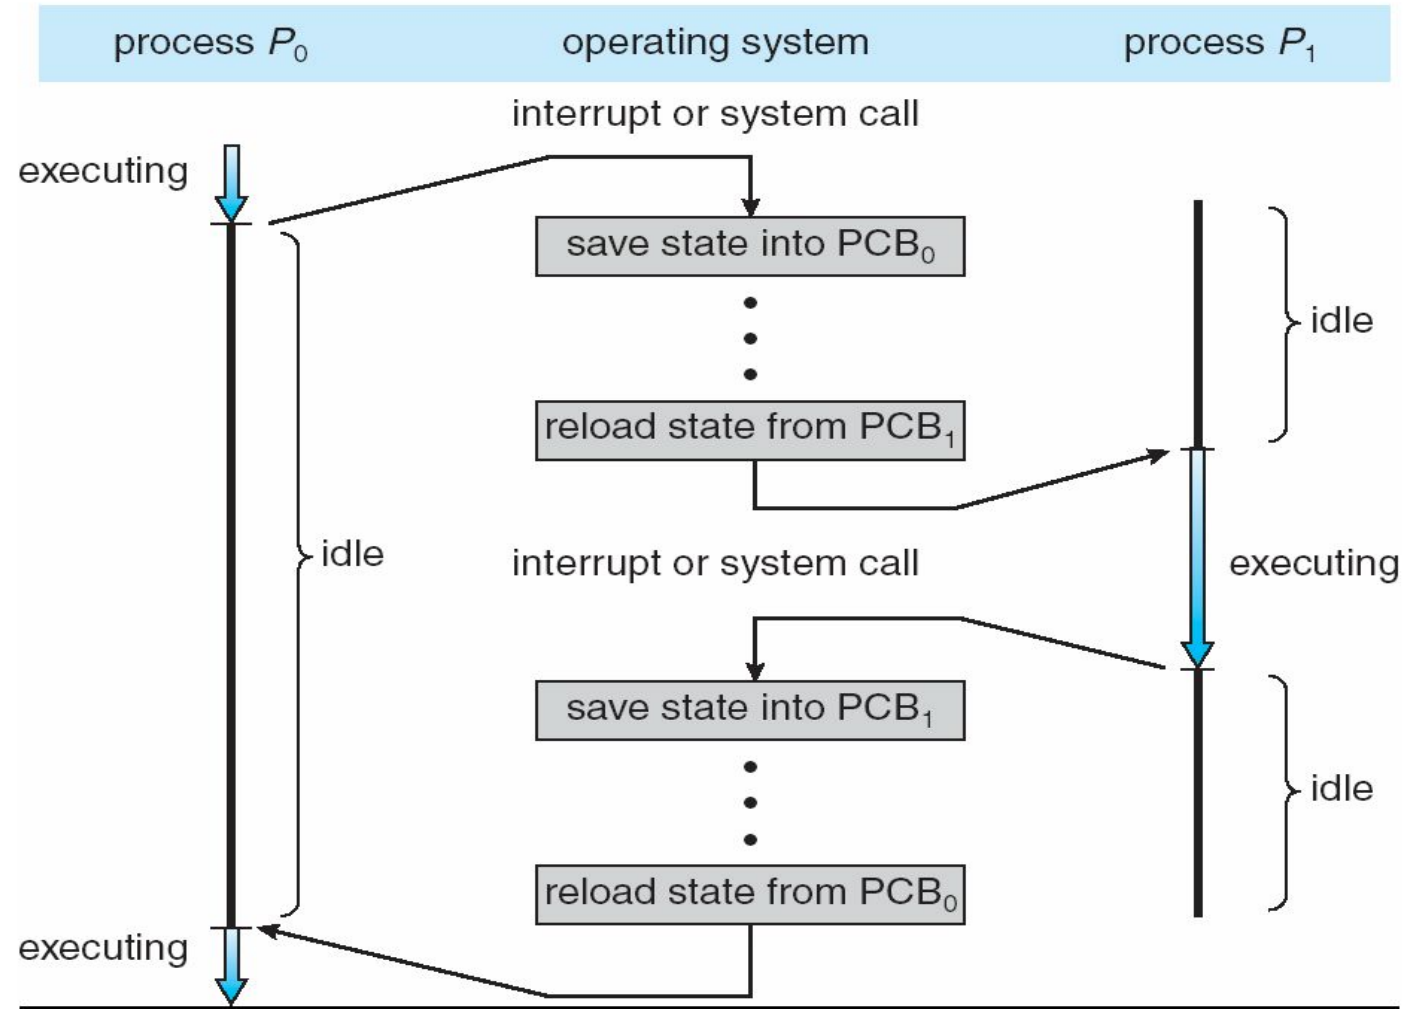 process P₀ operating system process P₁
interrupt or system call
executing
save state into PCB₀
idle
reload state from PCB₁
idle
interrupt or system call
executing
save state into PCB₁
idle
reload state from PCB₀
executing